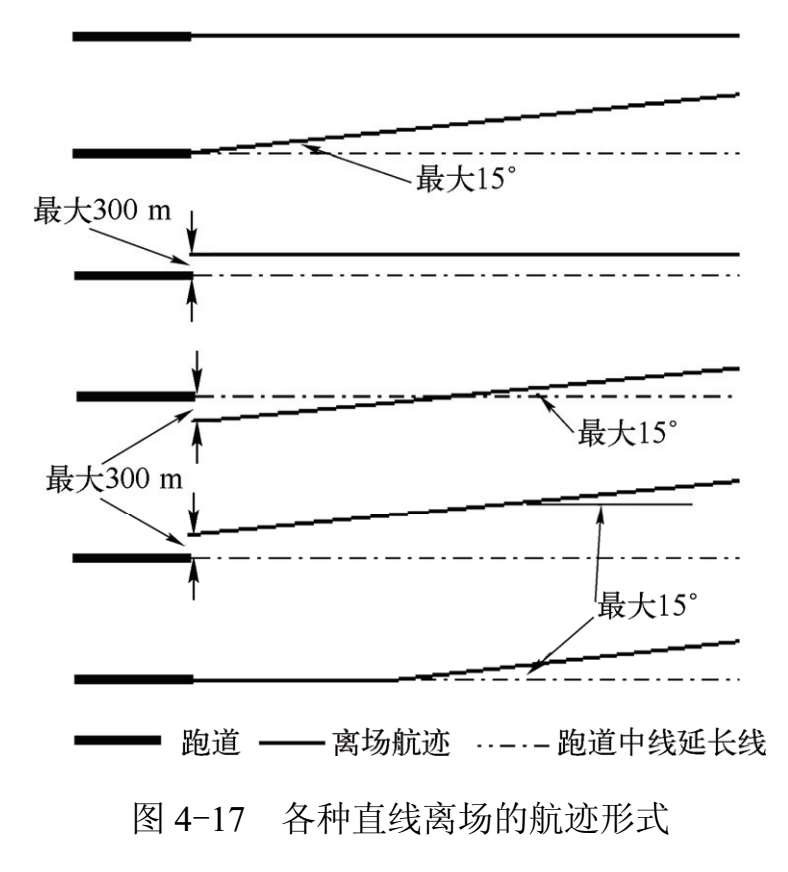 最大15°
最大300 m
最大15°
最大300 m
最大15°
跑道 离场航迹 跑道中线延长线
图 4-17 各种直线离场的航迹形式